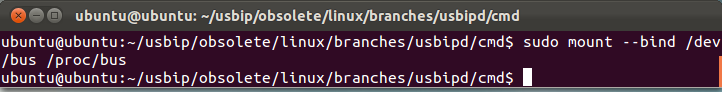 ubuntu@ubuntu: ~/usbip/obsolete/linux/branches/usbipd/cmd
ubuntu@ubuntu:~/usbip/obsolete/linux/branches/usbipd/cmd$ sudo mount --bind /dev
/bus /proc/bus
ubuntu@ubuntu:~/usbip/obsolete/linux/branches/usbipd/cmd$